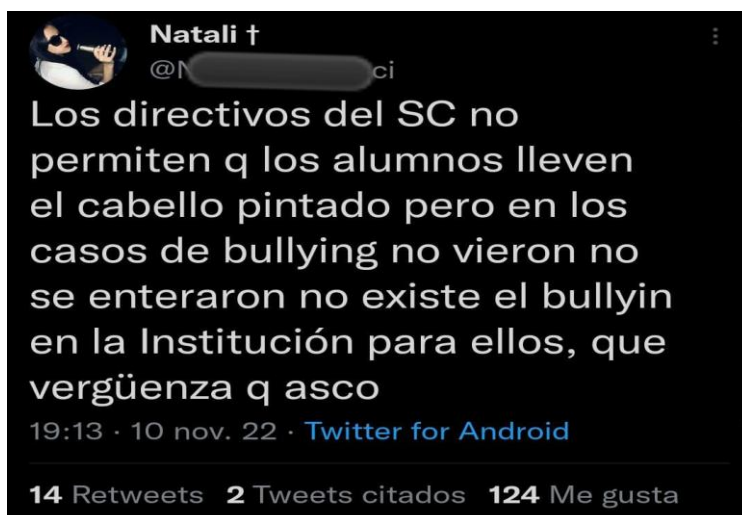 Natali †
@N ci
Los directivos del SC no
permiten q los alumnos lleven
el cabello pintado pero en los
casos de bullying no vieron no
se enteraron no existe el bullyin
en la Institución para ellos, que
vergüenza q asco
19:13 · 10 nov. 22 · Twitter for Android
14 Retweets 2 Tweets citados 124 Me gusta